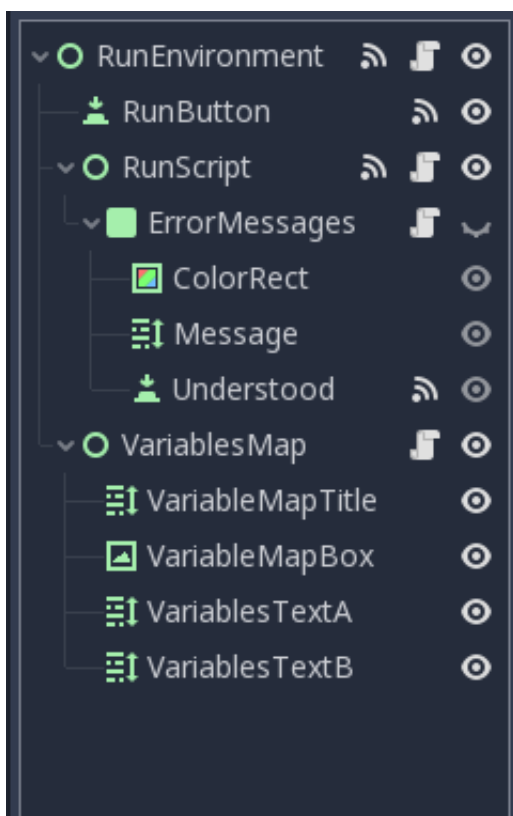 RunEnvironment
RunButton
RunScript
ErrorMessages
ColorRect
Message
Understood
VariablesMap
VariableMapTitle
VariableMapBox
VariablesTextA
VariablesTextB